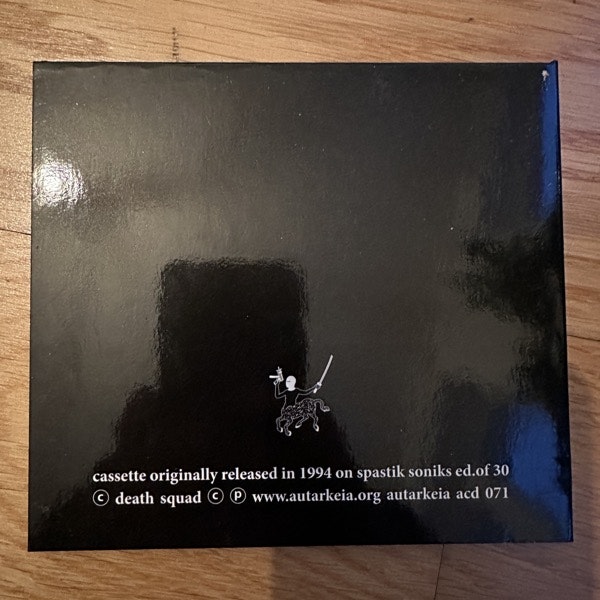 cassette originally released in 1994 on spastik soniks ed.of 30
ⓒ death squad ⓒ ⓟ www.autarkeia.org autarkeia acd 071